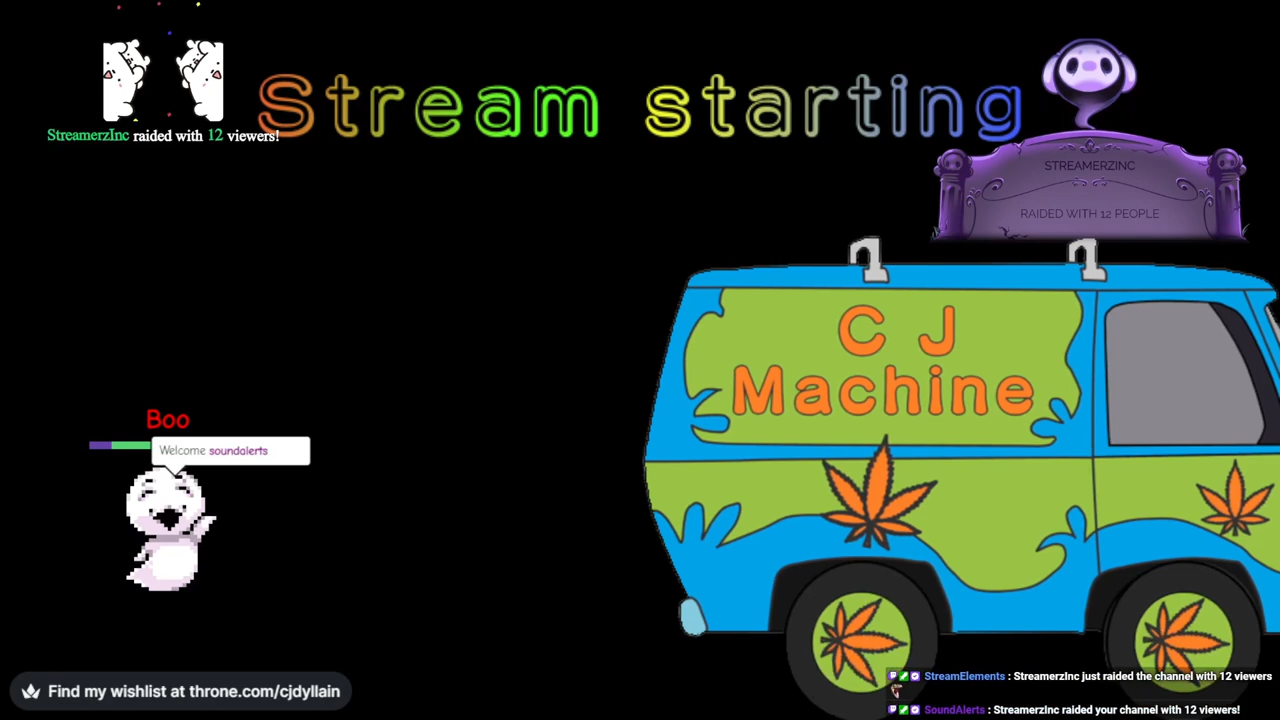 Stream starting
StreamerzInc raided with 12 viewers!
STREAMERZINC
RAIDED WITH 12 PEOPLE
C J
Machine
Boo
Welcome soundalerts
Find my wishlist at throne.com/cjdyllain
StreamElements : StreamerzInc just raided the channel with 12 viewers
SoundAlerts : StreamerzInc raided your channel with 12 viewers!